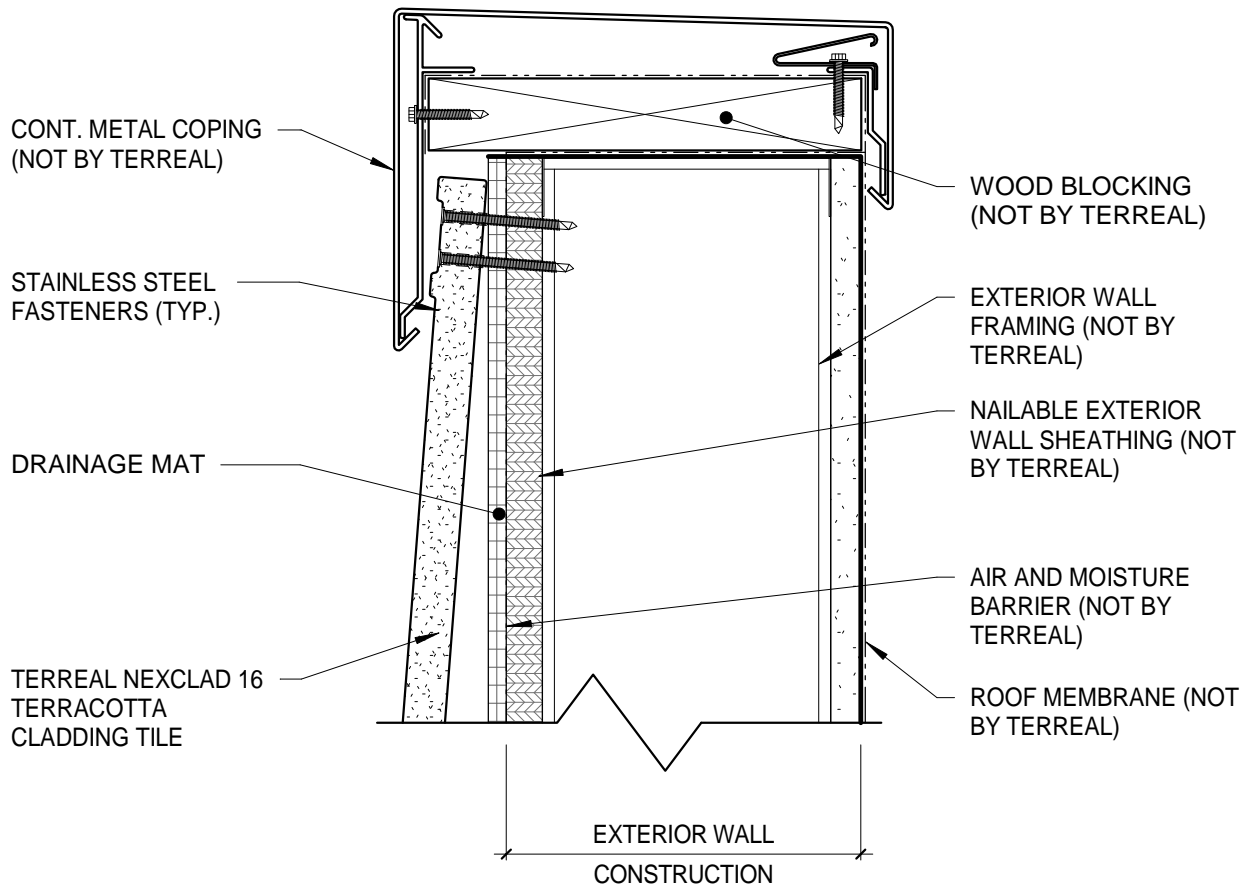 CONT. METAL COPING
(NOT BY TERREAL)
STAINLESS STEEL
FASTENERS (TYP.)
DRAINAGE MAT
TERREAL NEXCLAD 16
TERRACOTTA
CLADDING TILE
WOOD BLOCKING
(NOT BY TERREAL)
EXTERIOR WALL
FRAMING (NOT BY
TERREAL)
NAILABLE EXTERIOR
WALL SHEATHING (NOT
BY TERREAL)
AIR AND MOISTURE
BARRIER (NOT BY
TERREAL)
ROOF MEMBRANE (NOT
BY TERREAL)
EXTERIOR WALL
CONSTRUCTION